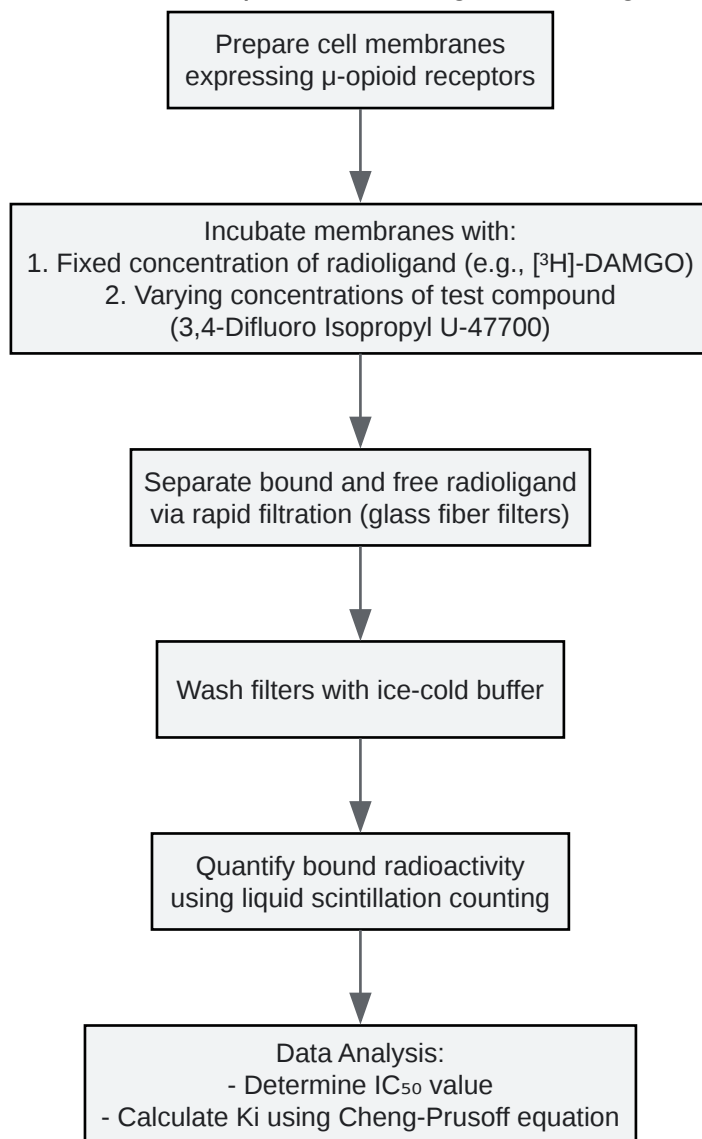 Prepare cell membranes
expressing μ-opioid receptors
Incubate membranes with:
1. Fixed concentration of radioligand (e.g., [³H]-DAMGO)
2. Varying concentrations of test compound
(3,4-Difluoro Isopropyl U-47700)
Separate bound and free radioligand
via rapid filtration (glass fiber filters)
Wash filters with ice-cold buffer
Quantify bound radioactivity
using liquid scintillation counting
Data Analysis:
- Determine IC₅₀ value
- Calculate Ki using Cheng-Prusoff equation